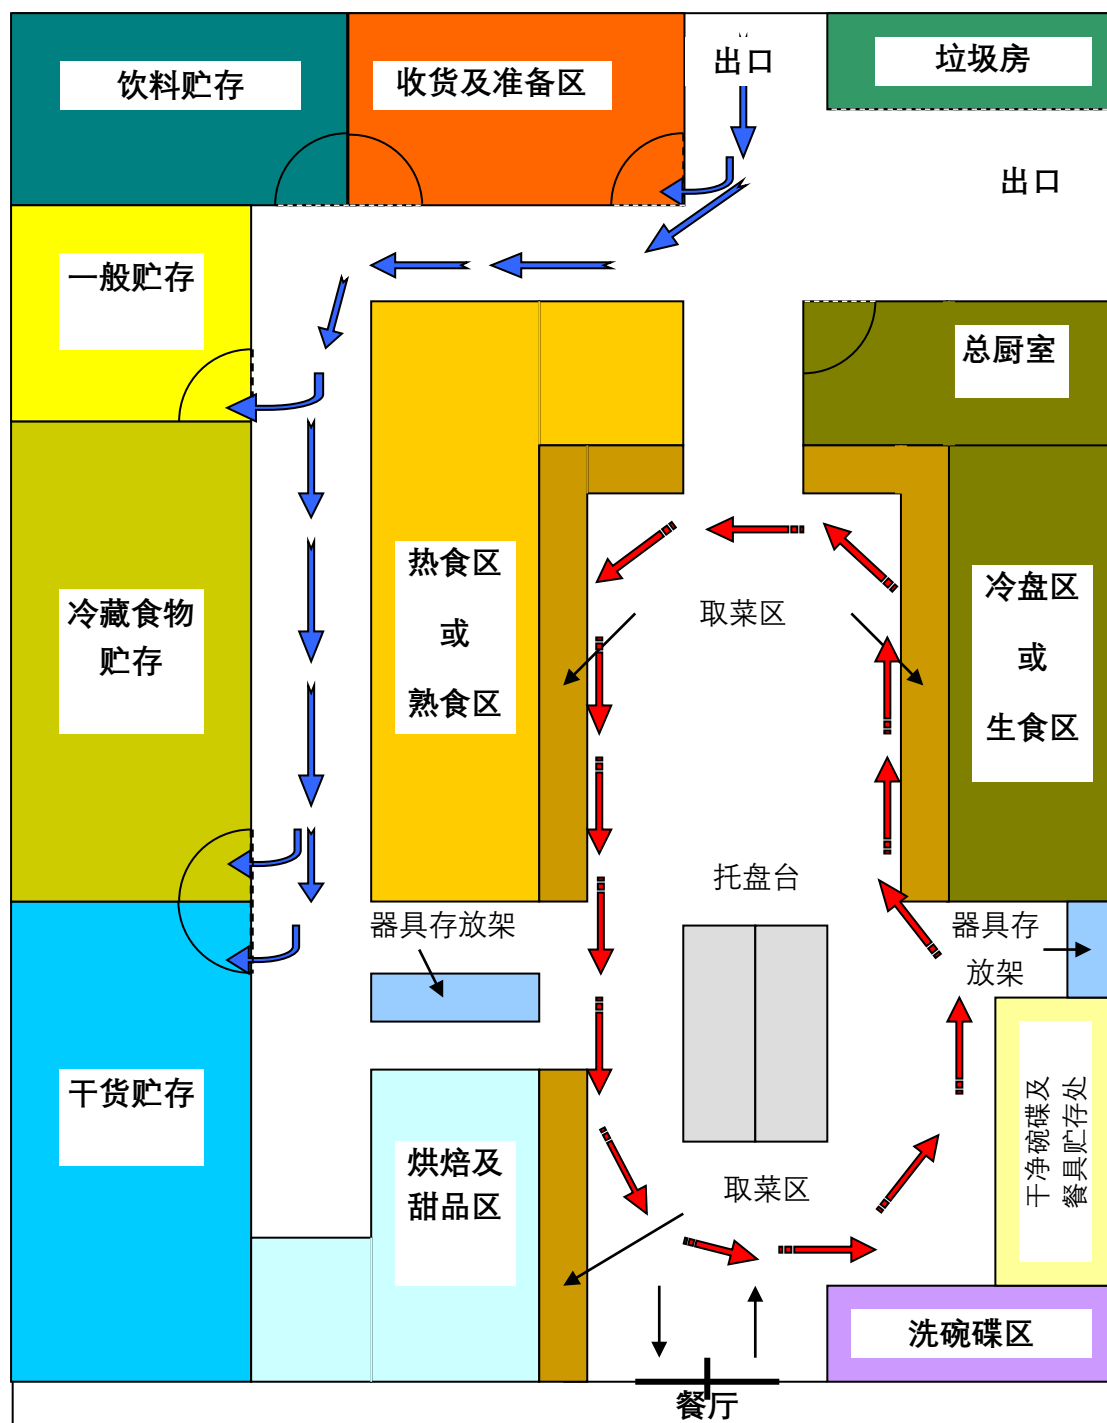 饮料贮存
收货及准备区
出口
垃圾房
出口
一般贮存
总厨室
热食区
或
熟食区
取菜区
冷盘区
或
生食区
冷藏食物
贮存
托盘台
器具存放架
器具存
放架
干货贮存
烘焙及
甜品区
取菜区
干净碗碟及
餐具贮存处
洗碗碟区
餐厅